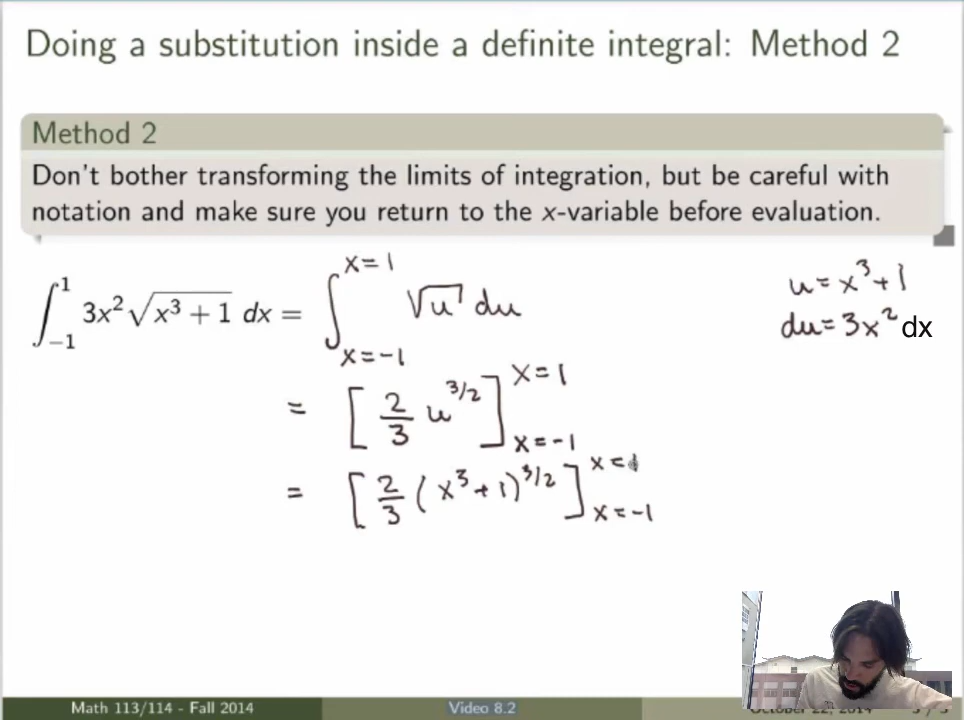 Doing a substitution inside a definite integral: Method 2
Method 2
Don't bother transforming the limits of integration, but be careful with
notation and make sure you return to the x-variable before evaluation.
∫_{-1}^{1} 3x² √(x³ + 1) dx = ∫_{x=-1}^{x=1} √u du
u = x³+1
du = 3x² dx
= [2/3 u^{3/2}]_{x=-1}^{x=1}
= [2/3 (x³+1)^{3/2}]_{x=-1}^{x=1}
Math 113/114 - Fall 2014
Video 8.2
October 22, 2014